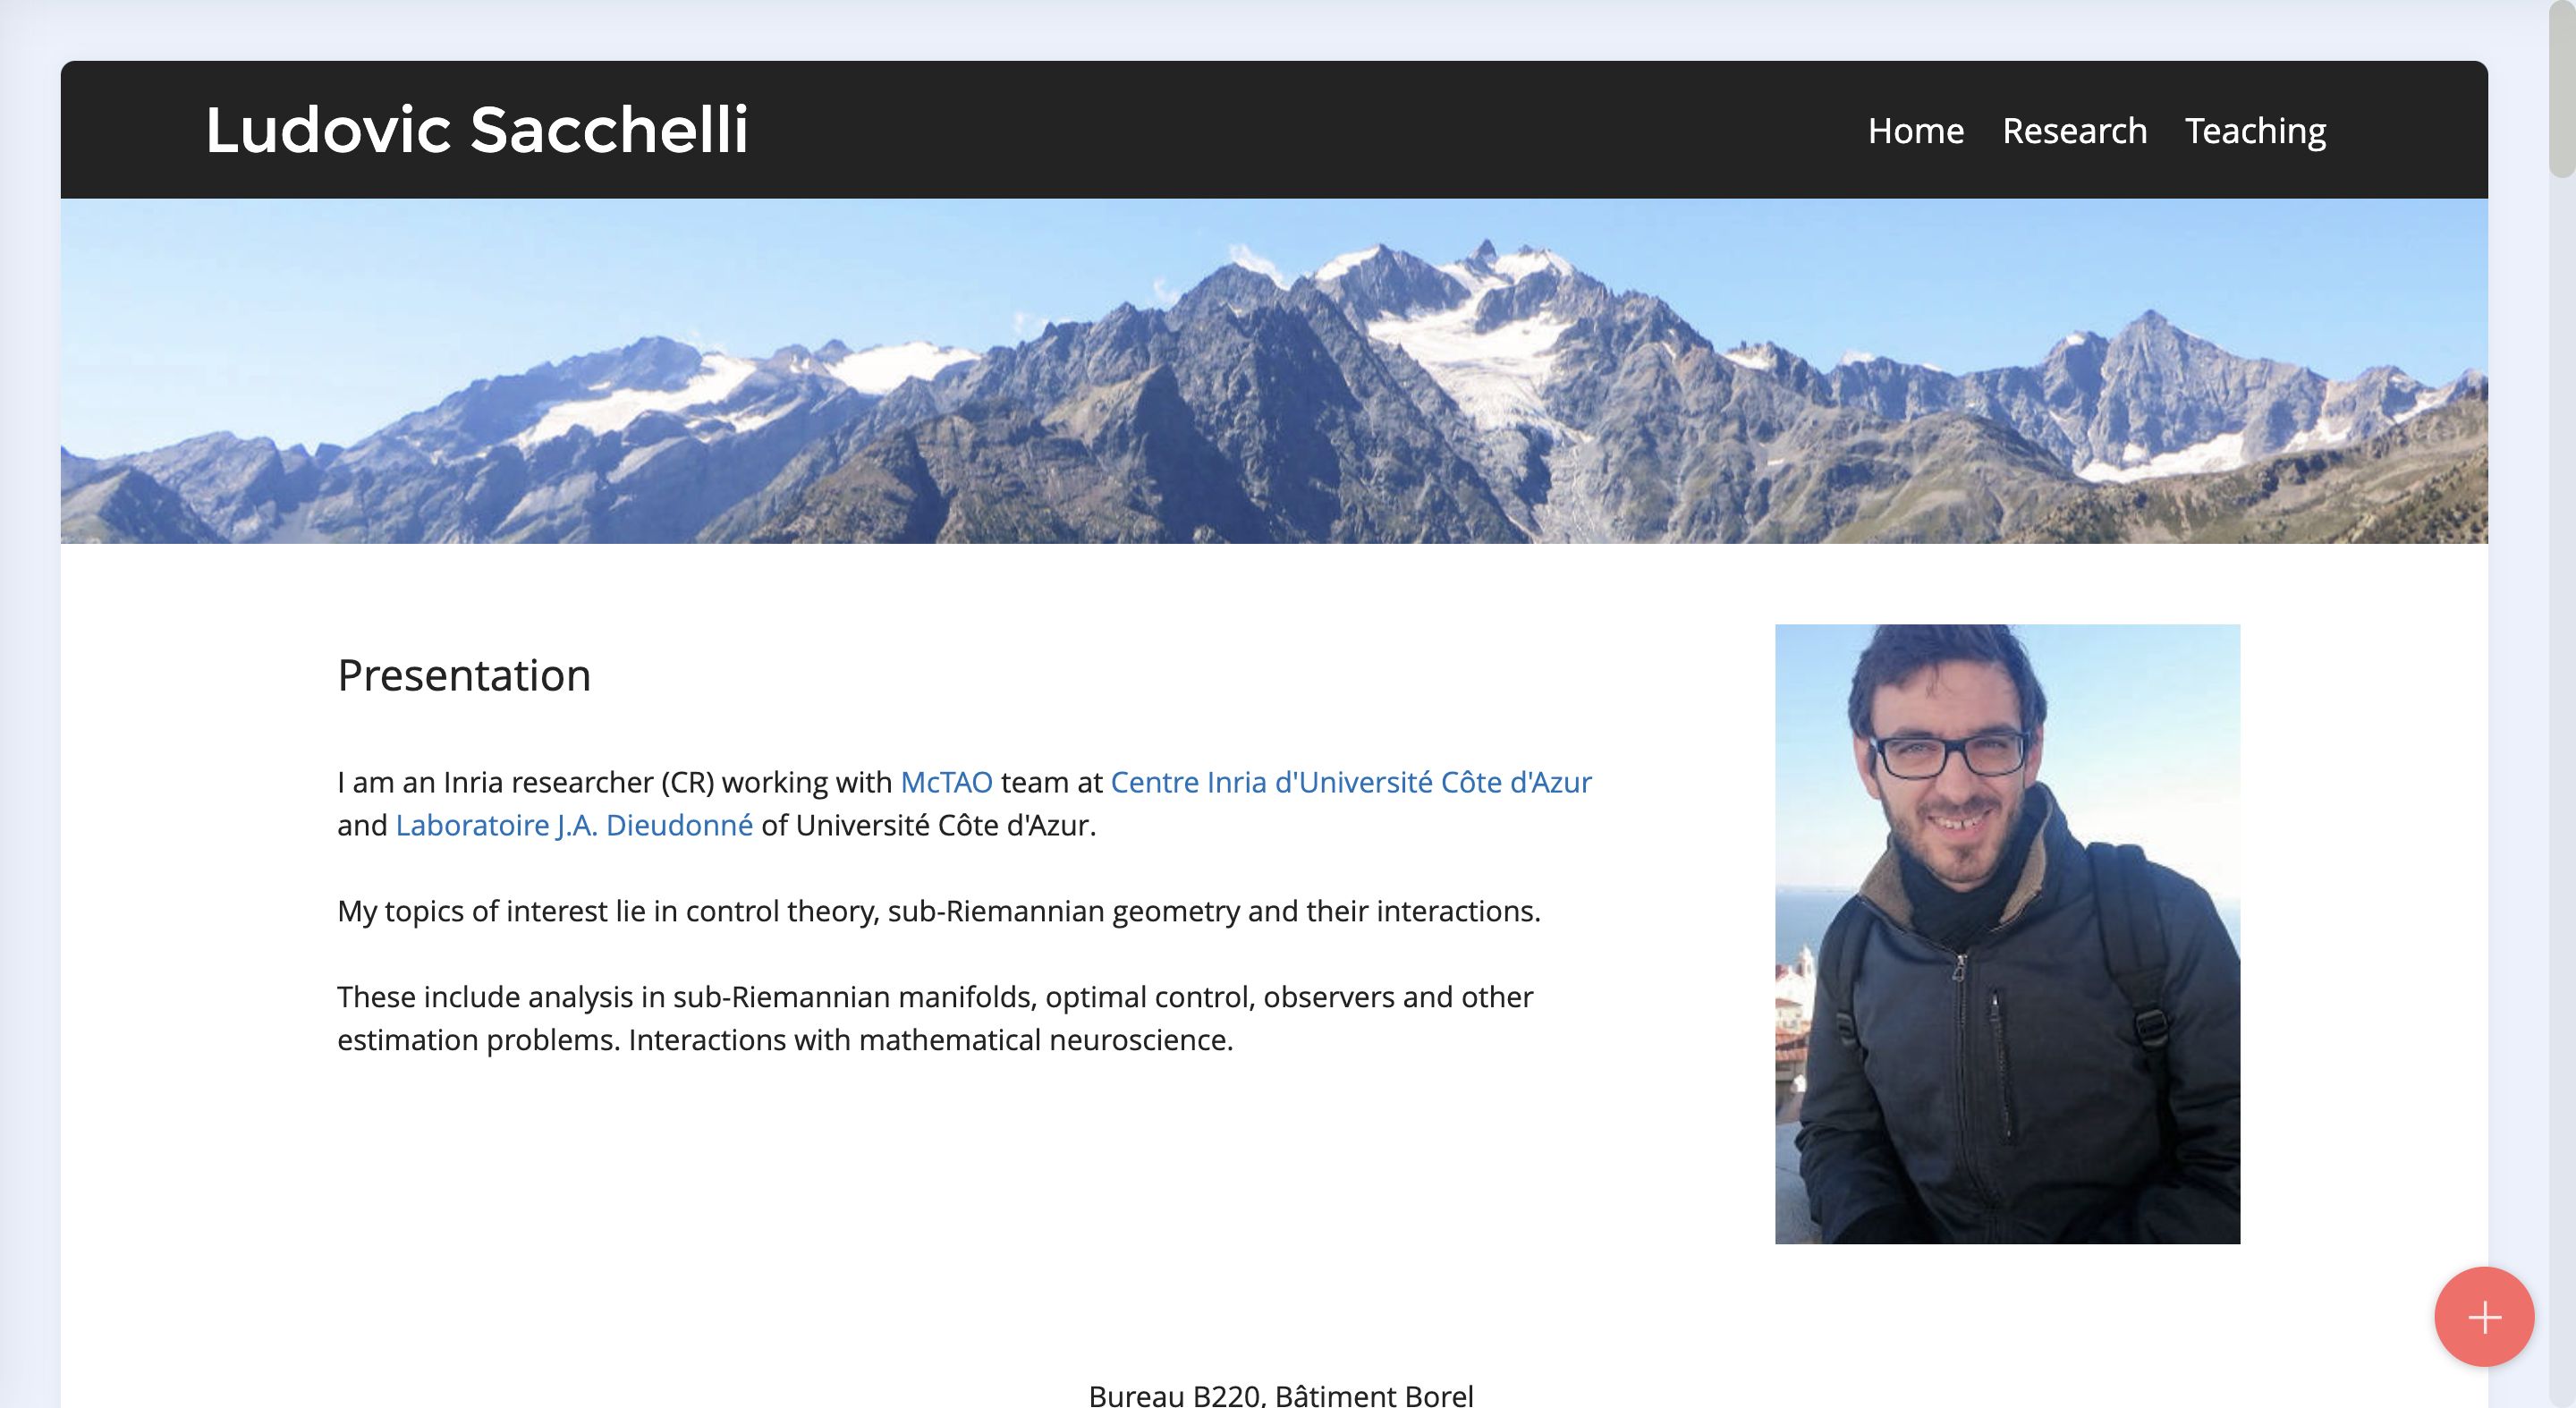 Ludovic Sacchelli
Home Research Teaching
Presentation
I am an Inria researcher (CR) working with McTAO team at Centre Inria d'Université Côte d'Azur
and Laboratoire J.A. Dieudonné of Université Côte d'Azur.
My topics of interest lie in control theory, sub-Riemannian geometry and their interactions.
These include analysis in sub-Riemannian manifolds, optimal control, observers and other
estimation problems. Interactions with mathematical neuroscience.
Bureau B220, Bâtiment Borel